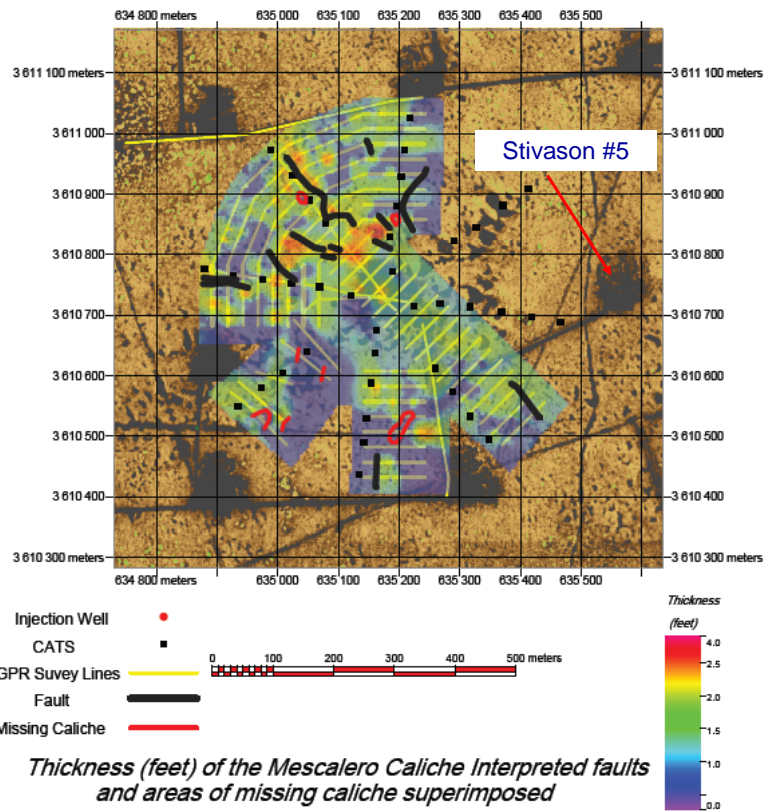 634 800 meters 635 000 635 100 635 200 635 300 635 400 635 500
3 611 100 meters 3 611 100 meters
3 611 000 3 611 000
Stivason #5
3 610 900 3 610 900
3 610 800 3 610 800
3 610 700 3 610 700
3 610 600 3 610 600
3 610 500 3 610 500
3 610 400 3 610 400
3 610 300 meters 3 610 300 meters
634 800 meters 635 000 635 100 635 200 635 300 635 400 635 500
Thickness
(feet)
Injection Well
CATS
GPR Suvey Lines
Fault
Missing Caliche
0 100 200 300 400 500 meters
4.0
2.5
2.0
1.5
1.0
0.0
Thickness (feet) of the Mescalero Caliche Interpreted faults
and areas of missing caliche superimposed